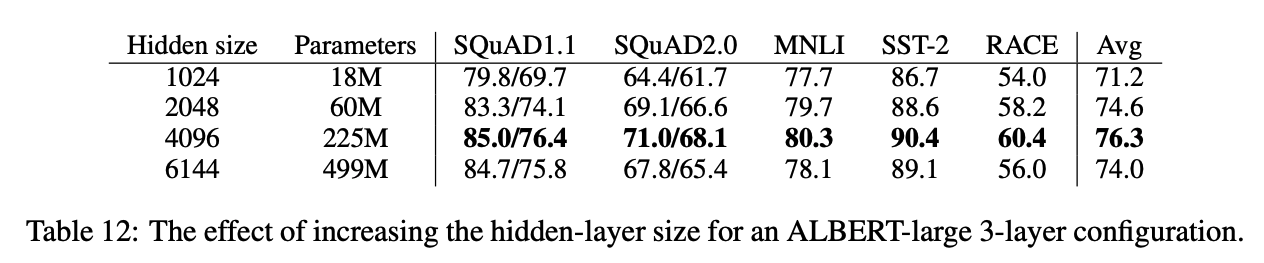 Hidden size Parameters SQuAD1.1 SQuAD2.0 MNLI SST-2 RACE Avg
1024 18M 79.8/69.7 64.4/61.7 77.7 86.7 54.0 71.2
2048 60M 83.3/74.1 69.1/66.6 79.7 88.6 58.2 74.6
4096 225M 85.0/76.4 71.0/68.1 80.3 90.4 60.4 76.3
6144 499M 84.7/75.8 67.8/65.4 78.1 89.1 56.0 74.0
Table 12: The effect of increasing the hidden-layer size for an ALBERT-large 3-layer configuration.